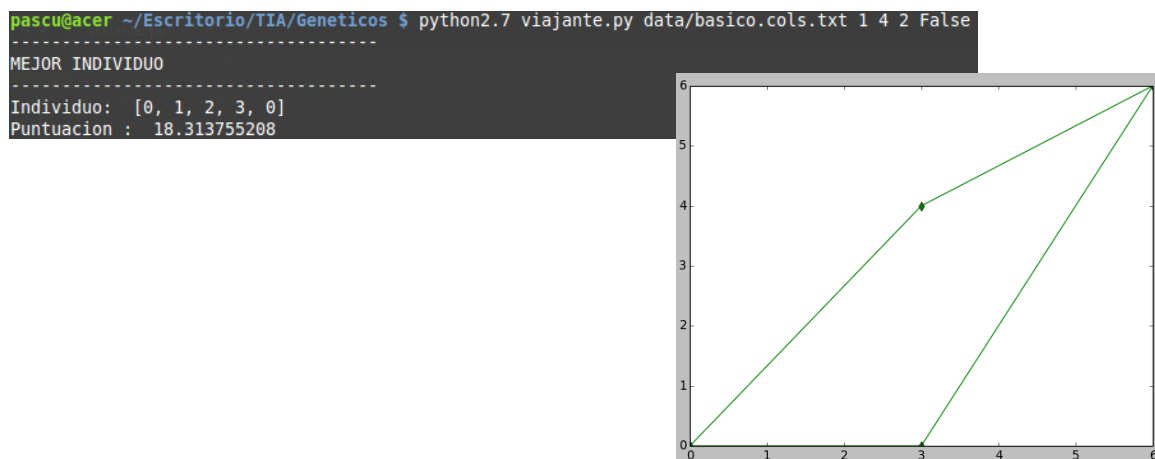 pascu@acer ~/Escritorio/TIA/Geneticos $ python2.7 viajante.py data/basico.cols.txt 1 4 2 False
-----------------------------------
MEJOR INDIVIDUO
-----------------------------------
Individuo:  [0, 1, 2, 3, 0]
Puntuacion :  18.313755208
6
5
4
3
2
1
0
0 1 2 3 4 5 6